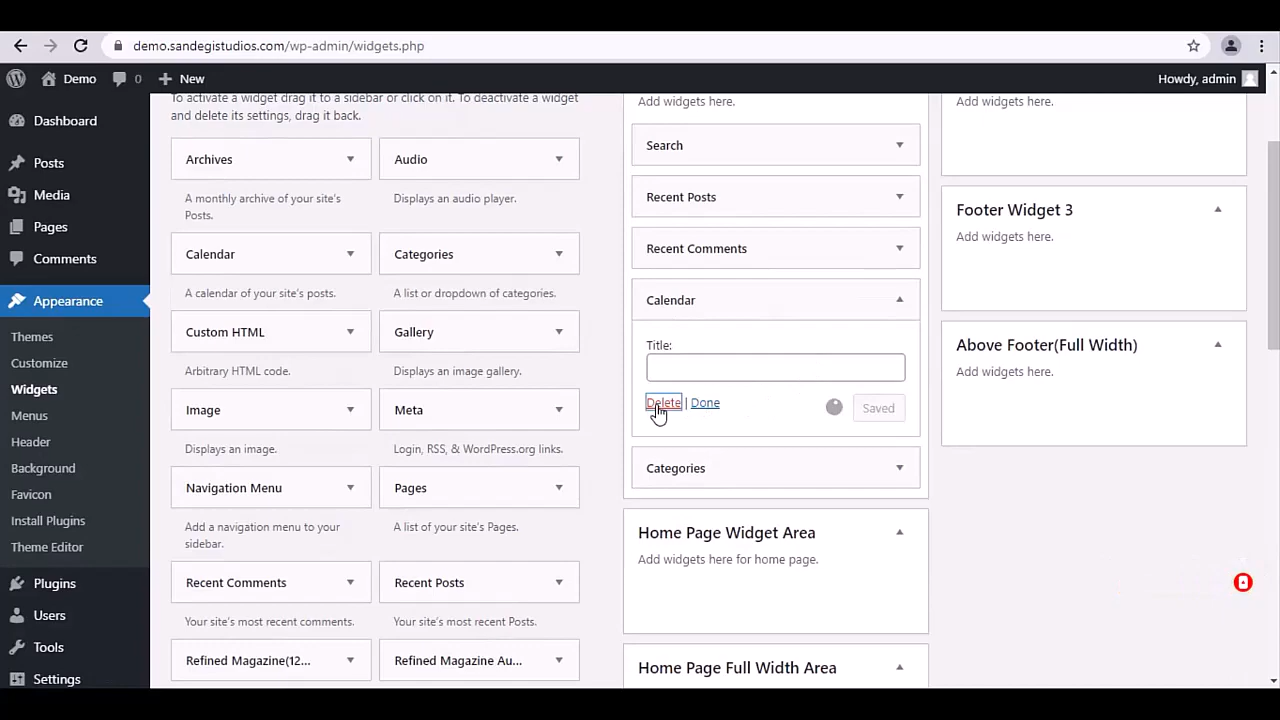 demo.sandegistudios.com/wp-admin/widgets.php
Demo
0
New
Howdy, admin
Dashboard
Posts
Media
Pages
Comments
Appearance
Themes
Customize
Widgets
Menus
Header
Background
Favicon
Install Plugins
Theme Editor
Plugins
Users
Tools
Settings
To activate a widget drag it to a sidebar or click on it. To deactivate a widget
and delete its settings, drag it back.
Archives
A monthly archive of your site's
Posts.
Audio
Displays an audio player.
Calendar
A calendar of your site's posts.
Categories
A list or dropdown of categories.
Custom HTML
Arbitrary HTML code.
Gallery
Displays an image gallery.
Image
Displays an image.
Meta
Login, RSS, & WordPress.org links.
Navigation Menu
Add a navigation menu to your
sidebar.
Pages
A list of your site's Pages.
Recent Comments
Your site's most recent comments.
Recent Posts
Your site's most recent Posts.
Refined Magazine(12...
Refined Magazine Au...
Add widgets here.
Search
Recent Posts
Recent Comments
Calendar
Title:
Delete | Done
Saved
Categories
Home Page Widget Area
Add widgets here for home page.
Home Page Full Width Area
Add widgets here.
Footer Widget 3
Add widgets here.
Above Footer(Full Width)
Add widgets here.